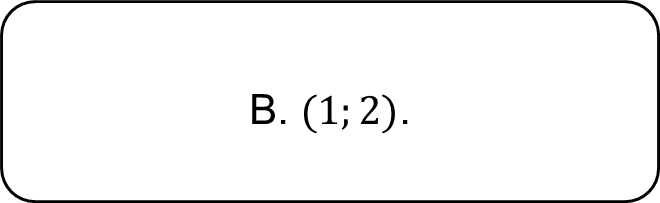 B. (1; 2).